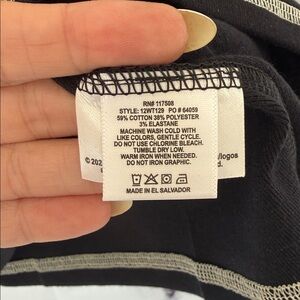 RN# 117508
STYLE: 12WT129 PO # 64059
59% COTTON 38% POLYESTER
3% ELASTANE
MACHINE WASH COLD WITH
LIKE COLORS, GENTLE CYCLE.
DO NOT USE CHLORINE BLEACH.
TUMBLE DRY LOW.
WARM IRON WHEN NEEDED.
DO NOT IRON GRAPHIC.
MADE IN EL SALVADOR
© 202
/logos